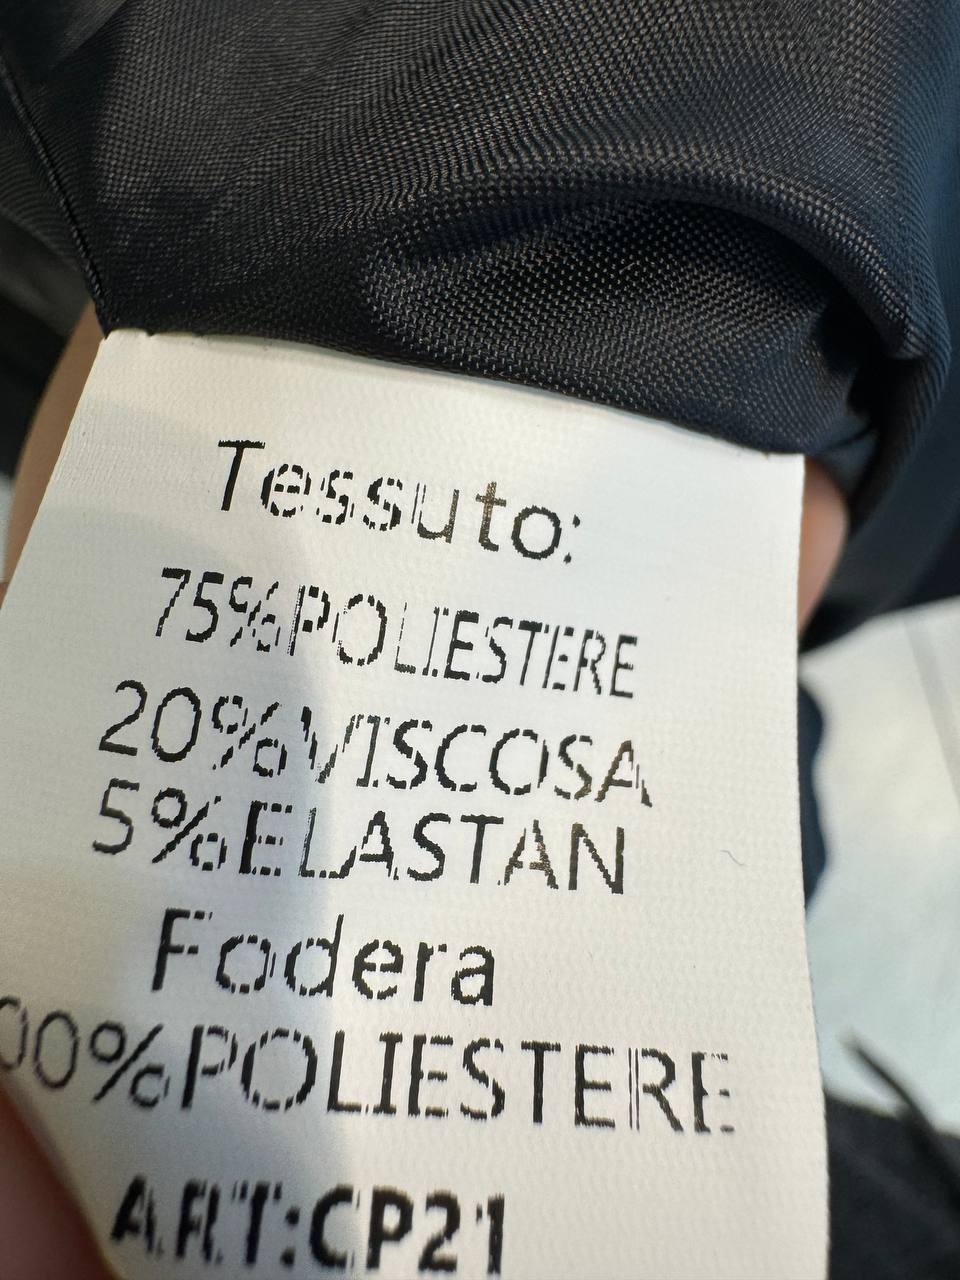 Tessuto:
75%POLIESTERE
20%VISCOSA
5%ELASTAN
Fodera
00%POLIESTERE
ART:CP21